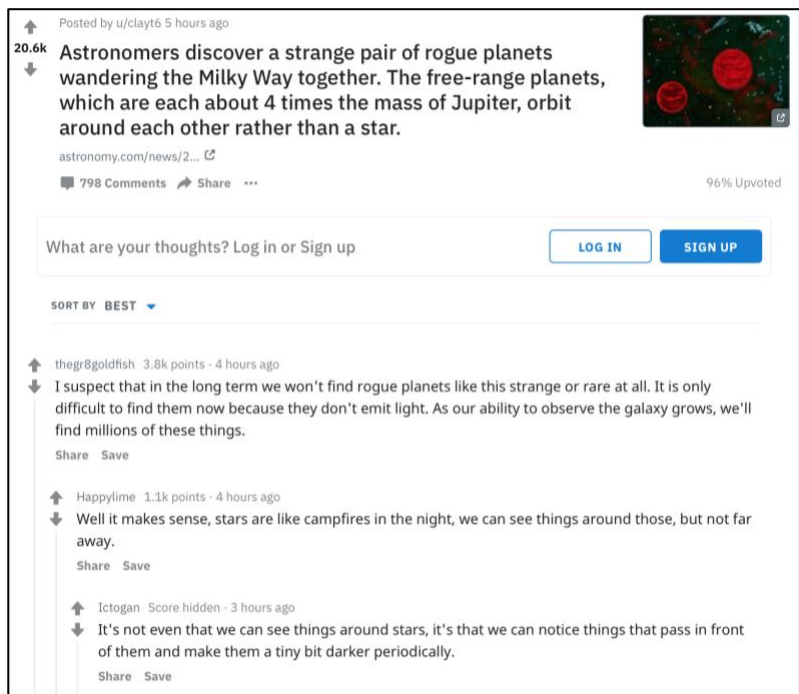 Posted by u/clayt6 5 hours ago
20.6k
Astronomers discover a strange pair of rogue planets
wandering the Milky Way together. The free-range planets,
which are each about 4 times the mass of Jupiter, orbit
around each other rather than a star.
astronomy.com/news/2...
798 Comments Share ...
96% Upvoted
What are your thoughts? Log in or Sign up
LOG IN
SIGN UP
SORT BY BEST
thegr8goldfish 3.8k points · 4 hours ago
I suspect that in the long term we won't find rogue planets like this strange or rare at all. It is only
difficult to find them now because they don't emit light. As our ability to observe the galaxy grows, we'll
find millions of these things.
Share Save
Happylime 1.1k points · 4 hours ago
Well it makes sense, stars are like campfires in the night, we can see things around those, but not far
away.
Share Save
Ictogan Score hidden · 3 hours ago
It's not even that we can see things around stars, it's that we can notice things that pass in front
of them and make them a tiny bit darker periodically.
Share Save